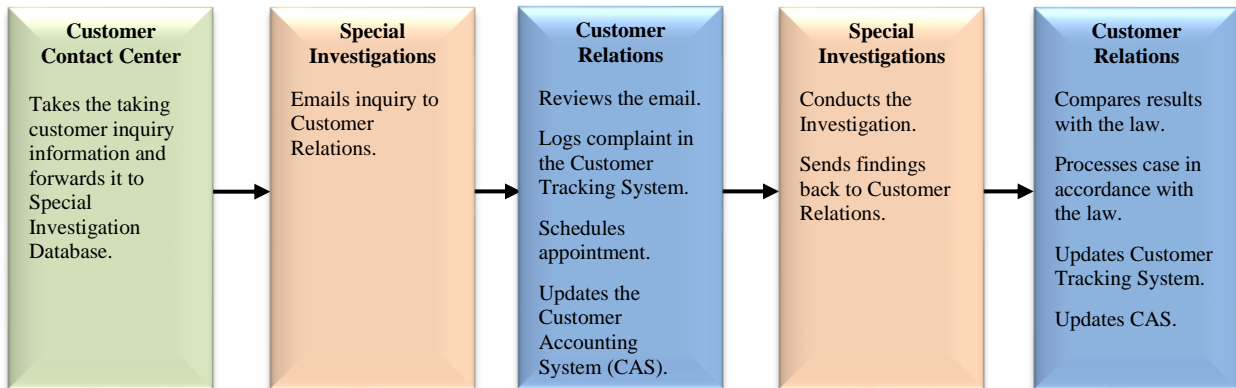 Customer
Contact Center
Takes the taking
customer inquiry
information and
forwards it to
Special
Investigation
Database.
Special
Investigations
Emails inquiry to
Customer
Relations.
Customer
Relations
Reviews the email.
Logs complaint in
the Customer
Tracking System.
Schedules
appointment.
Updates the
Customer
Accounting
System (CAS).
Special
Investigations
Conducts the
Investigation.
Sends findings
back to Customer
Relations.
Customer
Relations
Compares results
with the law.
Processes case in
accordance with
the law.
Updates Customer
Tracking System.
Updates CAS.